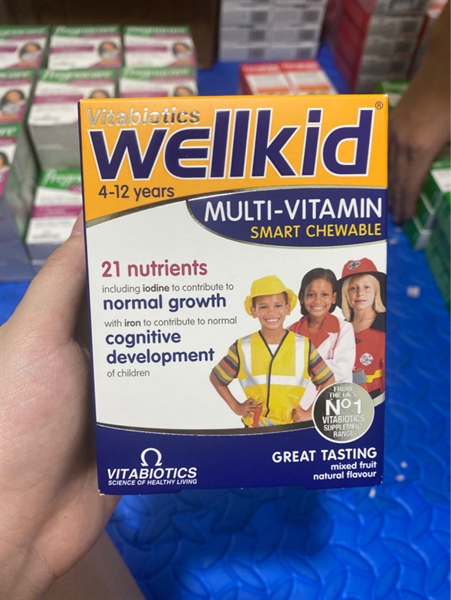 Vitabiotics
wellkid®
4-12 years
MULTI-VITAMIN
SMART CHEWABLE
21 nutrients
including iodine to contribute to
normal growth
with iron to contribute to normal
cognitive
development
of children
FROM
THE UK'S
Nº1
VITABIOTICS
SUPPLEMENT
RANGE
GREAT TASTING
mixed fruit
natural flavour
VITABIOTICS
SCIENCE OF HEALTHY LIVING